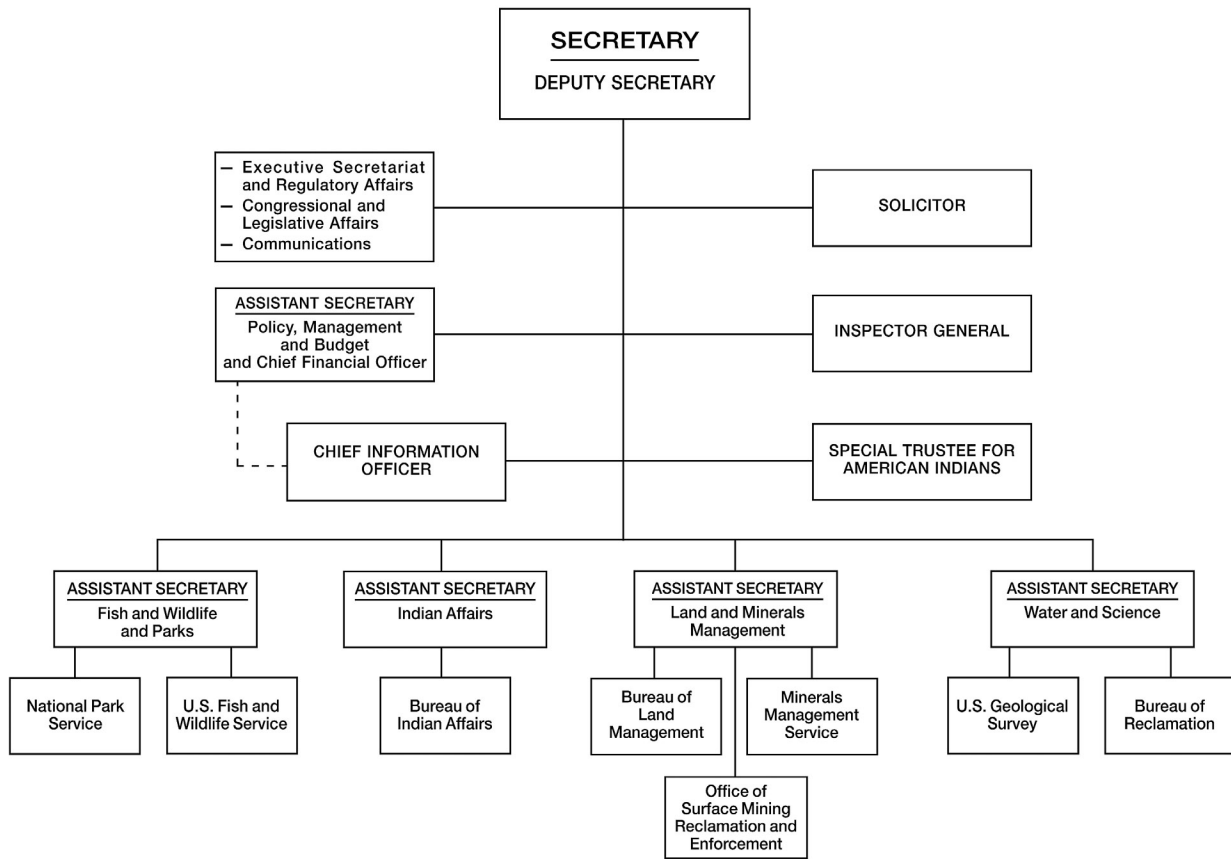 SECRETARY
DEPUTY SECRETARY
– Executive Secretariat
and Regulatory Affairs
– Congressional and
Legislative Affairs
– Communications
SOLICITOR
ASSISTANT SECRETARY
Policy, Management
and Budget
and Chief Financial Officer
INSPECTOR GENERAL
CHIEF INFORMATION
OFFICER
SPECIAL TRUSTEE FOR
AMERICAN INDIANS
ASSISTANT SECRETARY
Fish and Wildlife
and Parks
ASSISTANT SECRETARY
Indian Affairs
ASSISTANT SECRETARY
Land and Minerals
Management
ASSISTANT SECRETARY
Water and Science
National Park
Service
U.S. Fish and
Wildlife Service
Bureau of
Indian Affairs
Bureau of
Land
Management
Minerals
Management
Service
U.S. Geological
Survey
Bureau of
Reclamation
Office of
Surface Mining
Reclamation and
Enforcement